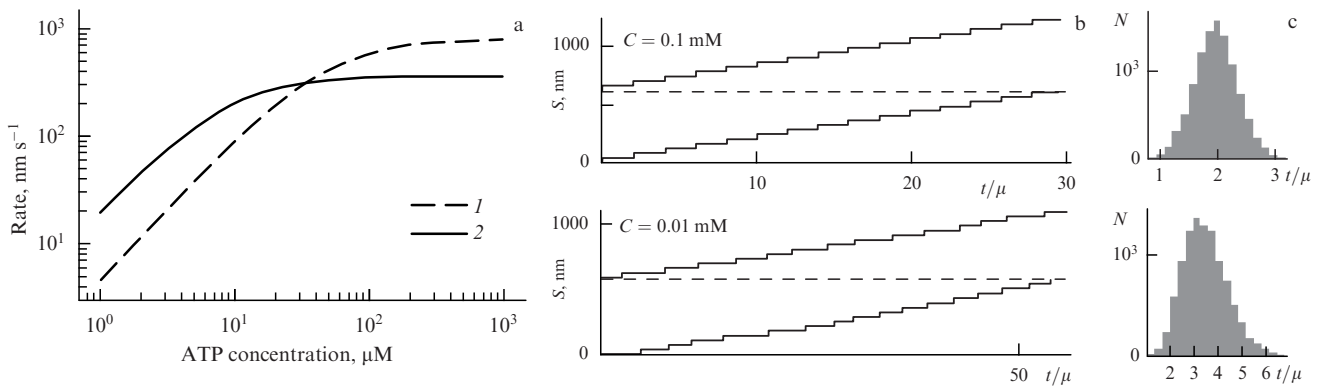 a
Rate, nm s⁻¹
10³
10²
10¹
10⁰ 10¹ 10² 10³
ATP concentration, μM
1
2
b
C = 0.1 mM
S, nm
1000
0
10 20 30
t/μ
C = 0.01 mM
S, nm
1000
0
50 t/μ
c
N
10³
0
1 2 3 t/μ
N
10³
0
2 3 4 5 6 t/μ